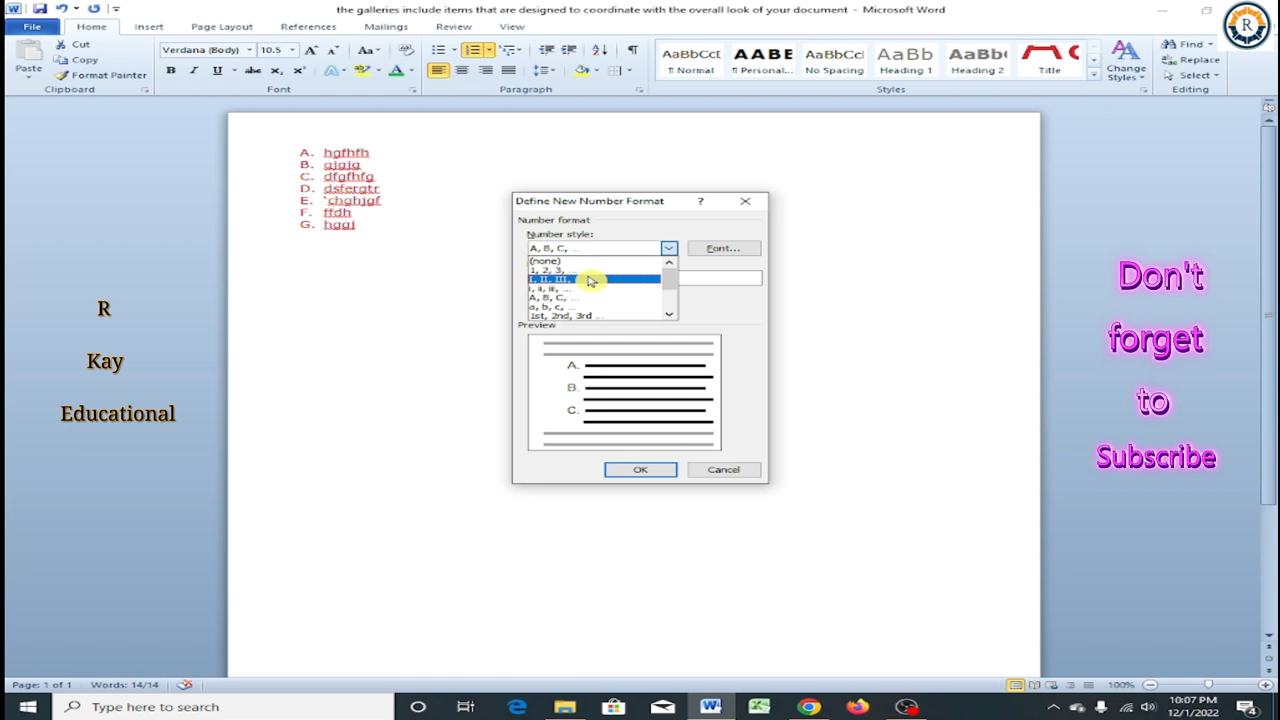 the galleries include items that are designed to coordinate with the overall look of your document - Microsoft Word
File Home Insert Page Layout References Mailings Review View
Paste
Cut
Copy
Format Painter
Verdana (Body) 10.5
AaBbCcD AABE AaBbCcD AaBbCc AaBbCcD
¶ Normal ¶ Personal... No Spacing Heading 1 Heading 2 Title
Change
Styles
Find
Replace
Select
Clipboard Font Paragraph Styles Editing
R
A. hgfhfh
B. gjgjg
C. dfgfhfg
D. dsfergtr
E. `chghjgf
F. ffdh
G. hggj
Define New Number Format ?
Number format
Number style:
A, B, C, ...
Font...
(none)
1, 2, 3, ...
I, II, III,
i, ii, iii, ...
A, B, C, ...
a, b, c, ...
1st, 2nd, 3rd ...
Preview
A.
B.
C.
OK Cancel
R
Kay
Educational
Don't
forget
to
Subscribe
Page: 1 of 1 Words: 14/14 100%
Type here to search
10:07 PM
12/1/2022
4